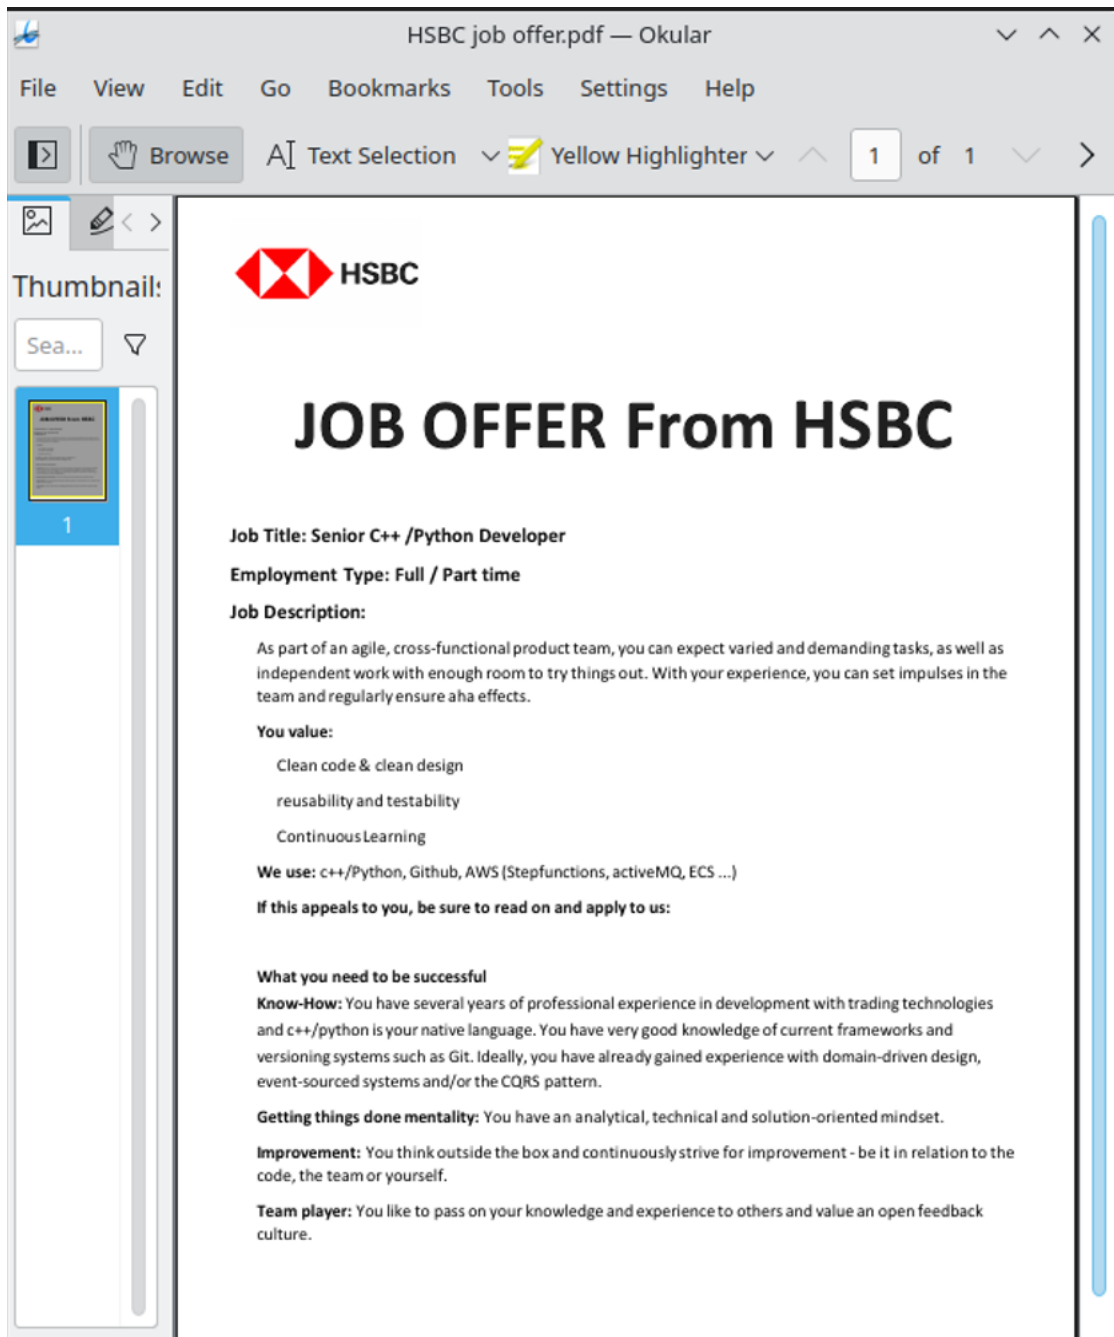 HSBC job offer.pdf — Okular
File View Edit Go Bookmarks Tools Settings Help
Browse Text Selection Yellow Highlighter 1 of 1
Thumbnails
Sea...
1
HSBC
JOB OFFER From HSBC
Job Title: Senior C++ /Python Developer
Employment Type: Full / Part time
Job Description:
As part of an agile, cross-functional product team, you can expect varied and demanding tasks, as well as
independent work with enough room to try things out. With your experience, you can set impulses in the
team and regularly ensure aha effects.
You value:
Clean code & clean design
reusability and testability
Continuous Learning
We use: c++/Python, Github, AWS (Stepfunctions, activeMQ, ECS ...)
If this appeals to you, be sure to read on and apply to us:
What you need to be successful
Know-How: You have several years of professional experience in development with trading technologies
and c++/python is your native language. You have very good knowledge of current frameworks and
versioning systems such as Git. Ideally, you have already gained experience with domain-driven design,
event-sourced systems and/or the CQRS pattern.
Getting things done mentality: You have an analytical, technical and solution-oriented mindset.
Improvement: You think outside the box and continuously strive for improvement - be it in relation to the
code, the team or yourself.
Team player: You like to pass on your knowledge and experience to others and value an open feedback
culture.